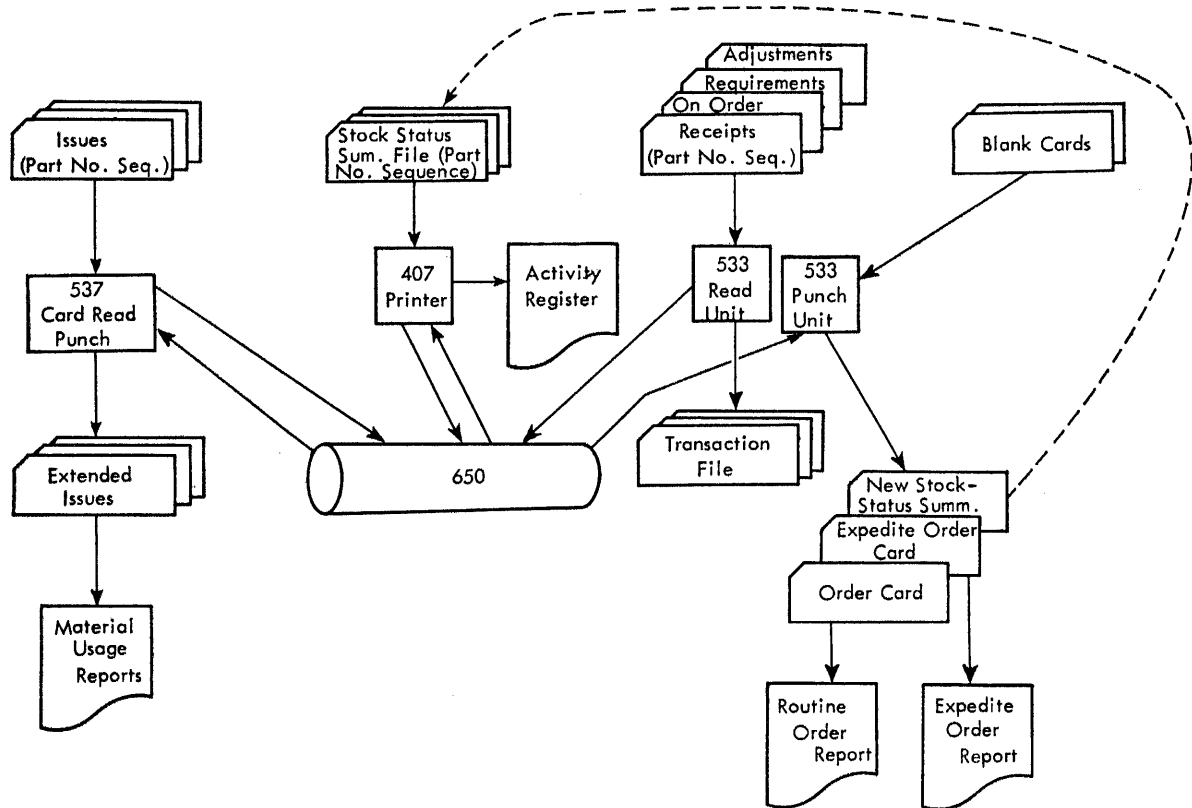 Adjustments
Requirements
On Order
Receipts
(Part No. Seq.)
Issues
(Part No. Seq.)
Stock Status
Sum. File (Part
No. Sequence)
Blank Cards
537
Card Read
Punch
407
Printer
Activity
Register
533
Read
Unit
533
Punch
Unit
Extended
Issues
650
Transaction
File
New Stock-
Status Summ.
Expedite Order
Card
Order Card
Material
Usage
Reports
Routine
Order
Report
Expedite
Order
Report